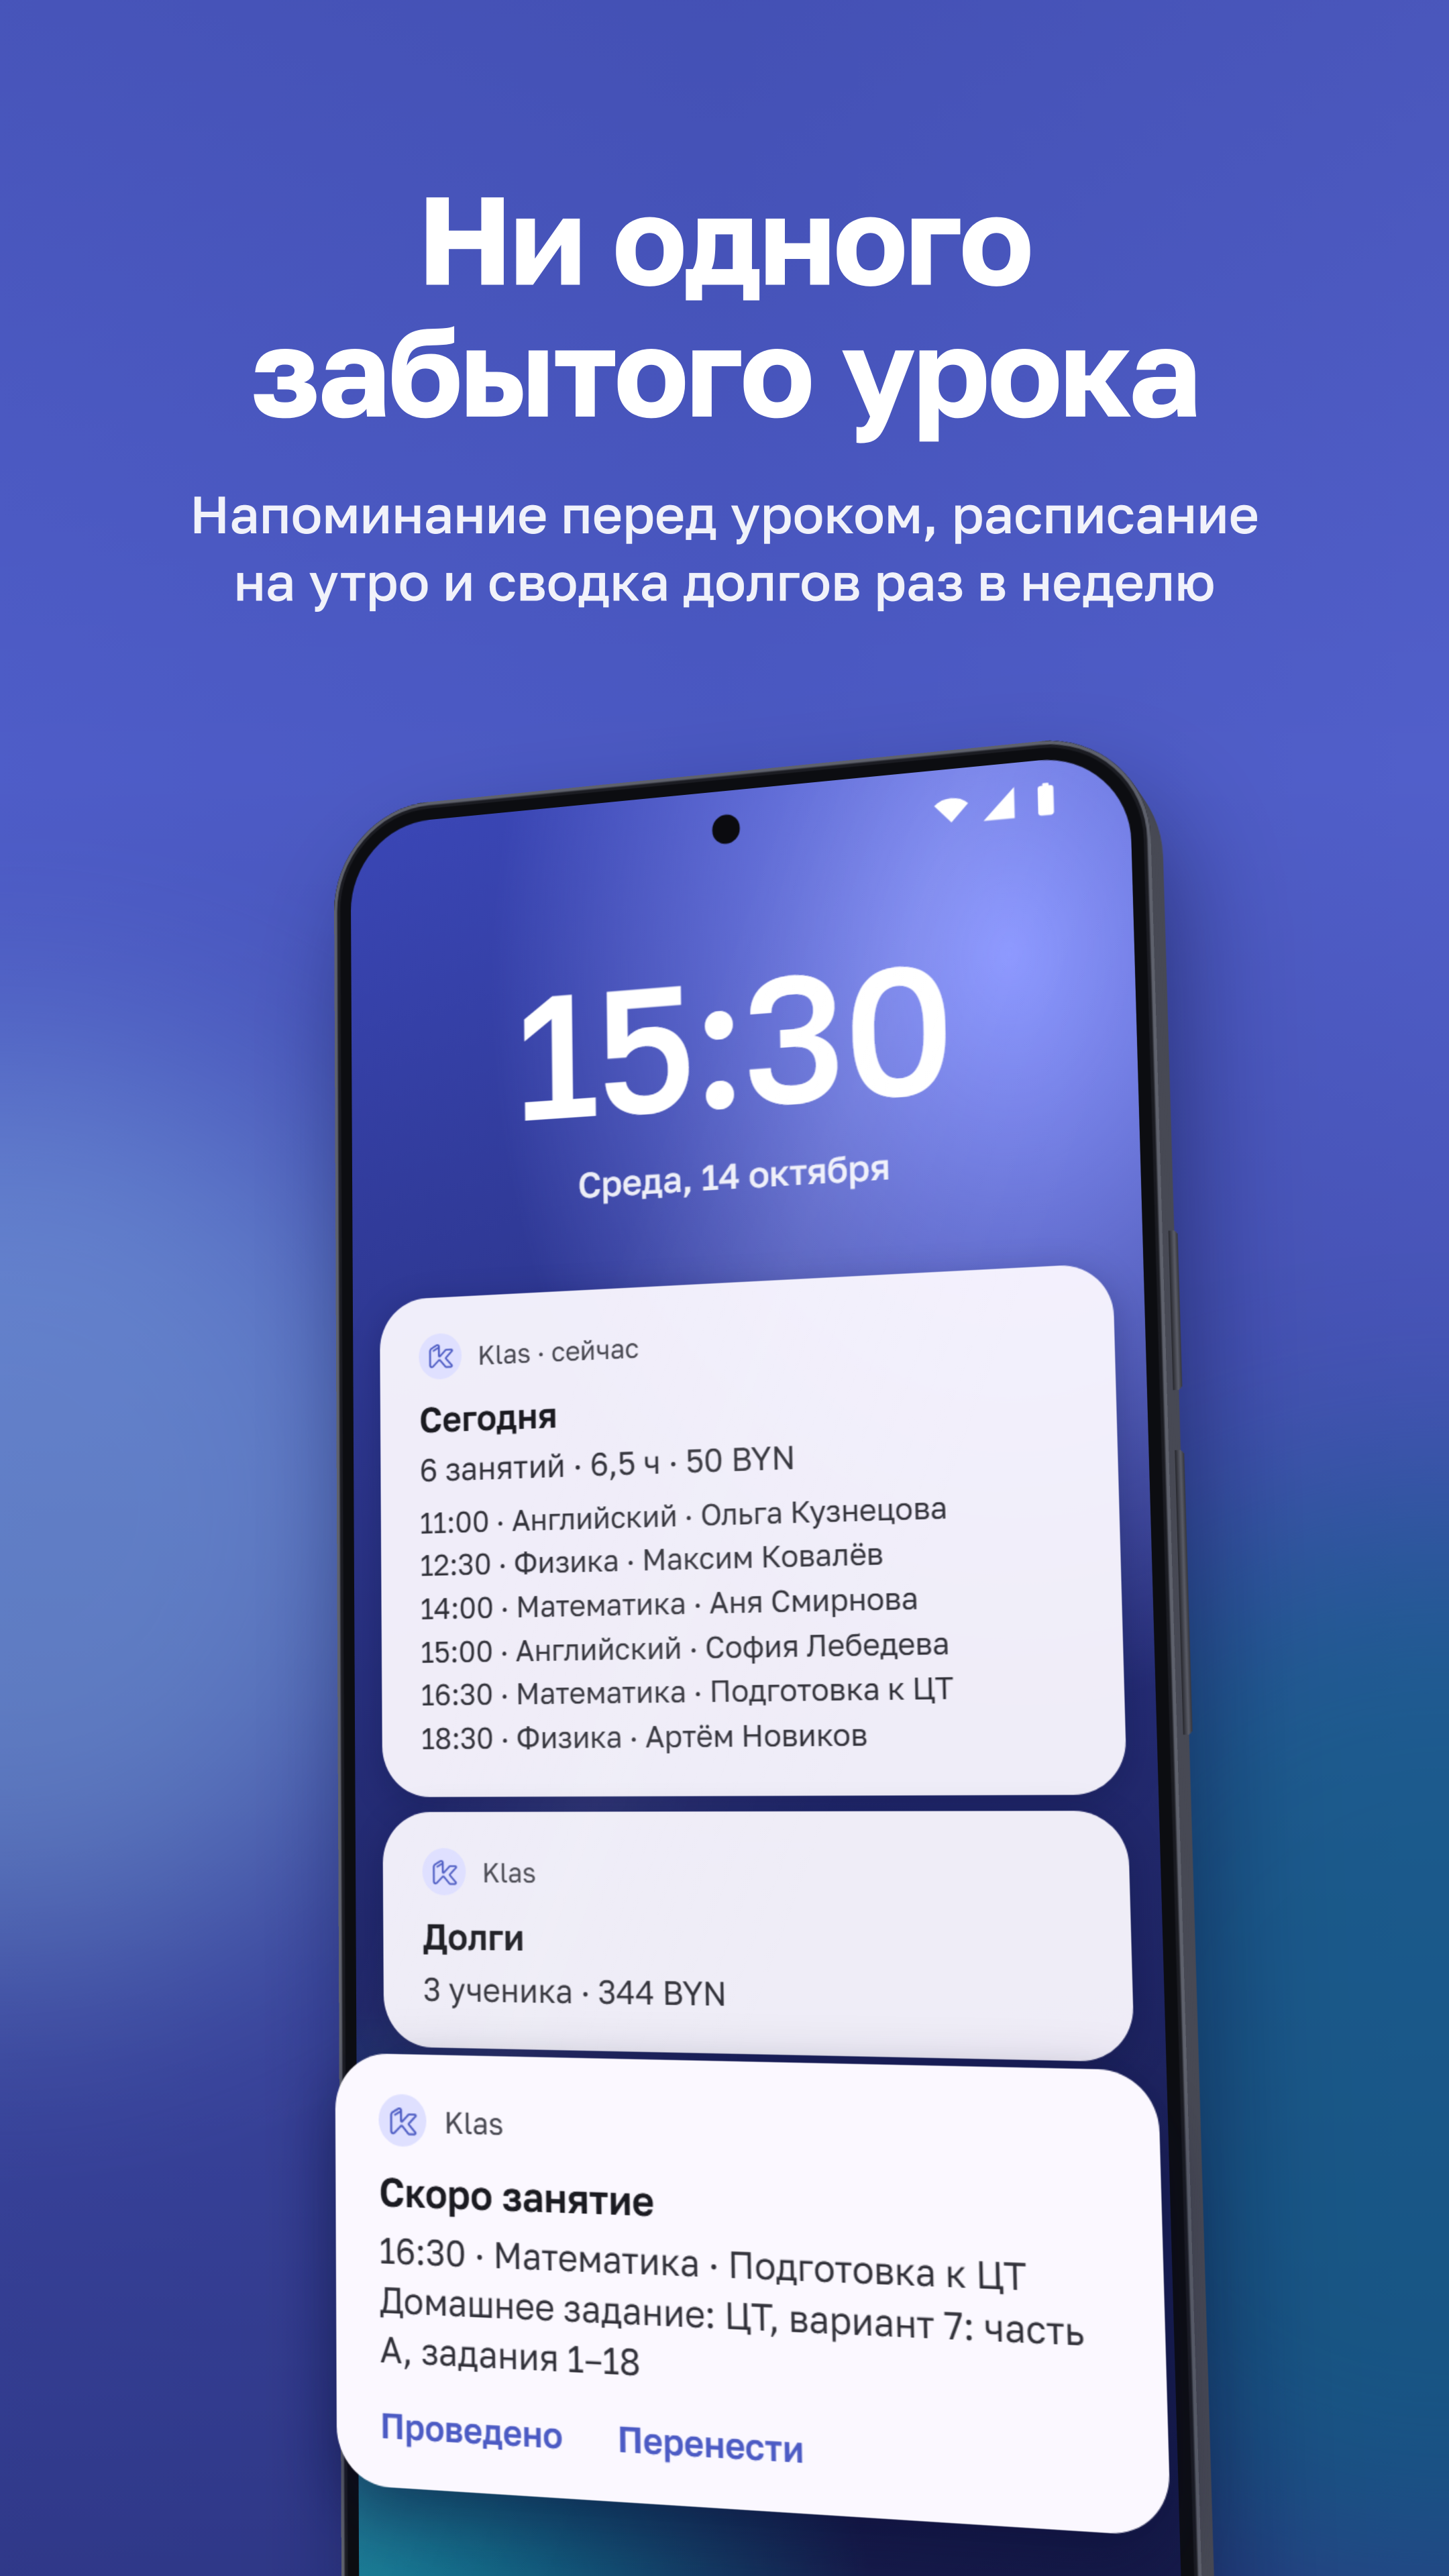 Ни одного
забытого урока
Напоминание перед уроком, расписание
на утро и сводка долгов раз в неделю
15:30
Среда, 14 октября
Klas · сейчас
Сегодня
6 занятий · 6,5 ч · 50 BYN
11:00 · Английский · Ольга Кузнецова
12:30 · Физика · Максим Ковалёв
14:00 · Математика · Аня Смирнова
15:00 · Английский · София Лебедева
16:30 · Математика · Подготовка к ЦТ
18:30 · Физика · Артём Новиков
Klas
Долги
3 ученика · 344 BYN
Klas
Скоро занятие
16:30 · Математика · Подготовка к ЦТ
Домашнее задание: ЦТ, вариант 7: часть
А, задания 1–18
Проведено Перенести